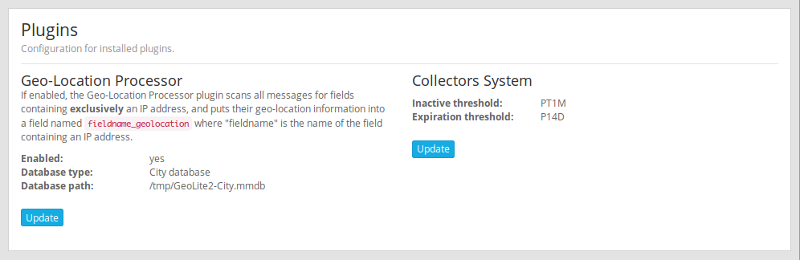 Plugins
Configuration for installed plugins.
Geo-Location Processor
If enabled, the Geo-Location Processor plugin scans all messages for fields
containing exclusively an IP address, and puts their geo-location information into
a field named fieldname_geolocation where "fieldname" is the name of the field
containing an IP address.
Enabled: yes
Database type: City database
Database path: /tmp/GeoLite2-City.mmdb
Update
Collectors System
Inactive threshold: PT1M
Expiration threshold: P14D
Update